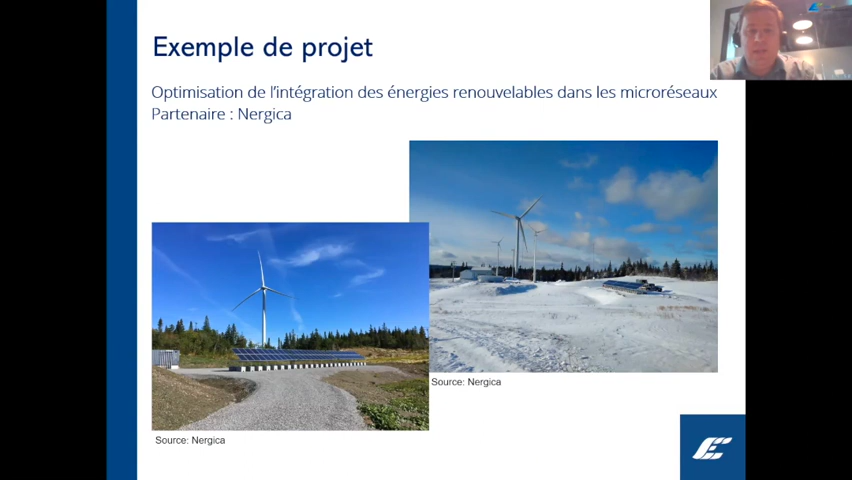 Exemple de projet
Optimisation de l'intégration des énergies renouvelables dans les microréseaux
Partenaire : Nergica
Source: Nergica
Source: Nergica